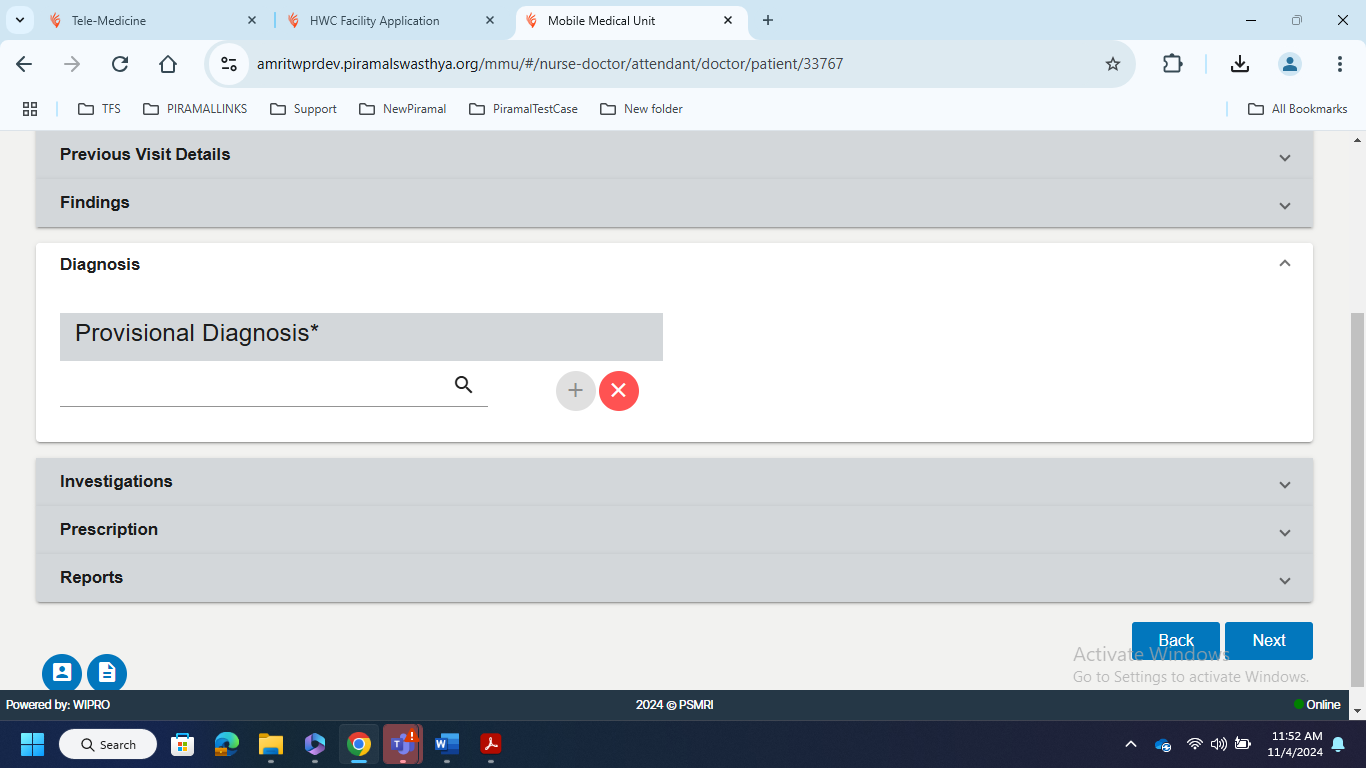 Tele-Medicine
HWC Facility Application
Mobile Medical Unit
amritwprdev.piramalswasthya.org/mmu/#/nurse-doctor/attendant/doctor/patient/33767
TFS
PIRAMALLINKS
Support
NewPiramal
PiramalTestCase
New folder
All Bookmarks
Previous Visit Details
Findings
Diagnosis
Provisional Diagnosis*
Investigations
Prescription
Reports
Back
Next
Activate Windows
Go to Settings to activate Windows.
Powered by: WIPRO
2024 © PSMRI
Online
Search
11:52 AM
11/4/2024